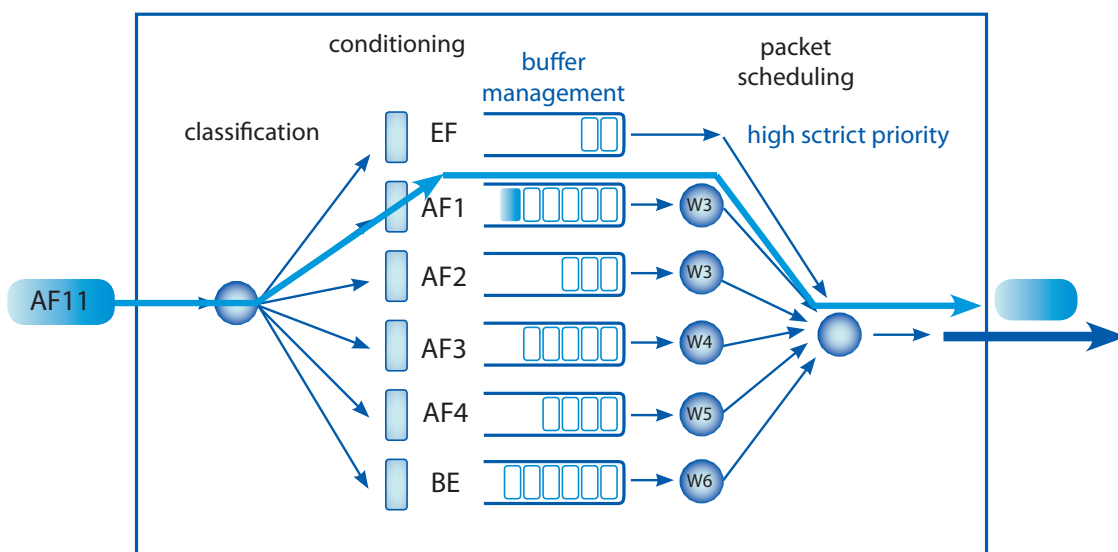 conditioning
packet
scheduling
buffer
management
classification
EF
high sctrict priority
AF1
W3
AF2
W3
AF11
AF3
W4
AF4
W5
BE
W6